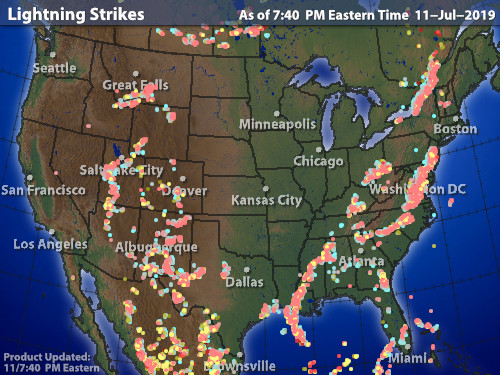 Lightning Strikes
As of 7:40 PM Eastern Time 11-Jul-2019
Seattle
Great Falls
Minneapolis
Boston
Chicago
Salt Lake City
San Francisco
Denver
Kansas City
Washington DC
Los Angeles
Albuquerque
Atlanta
Dallas
Product Updated:
11/7:40 PM Eastern
Brownsville
Miami